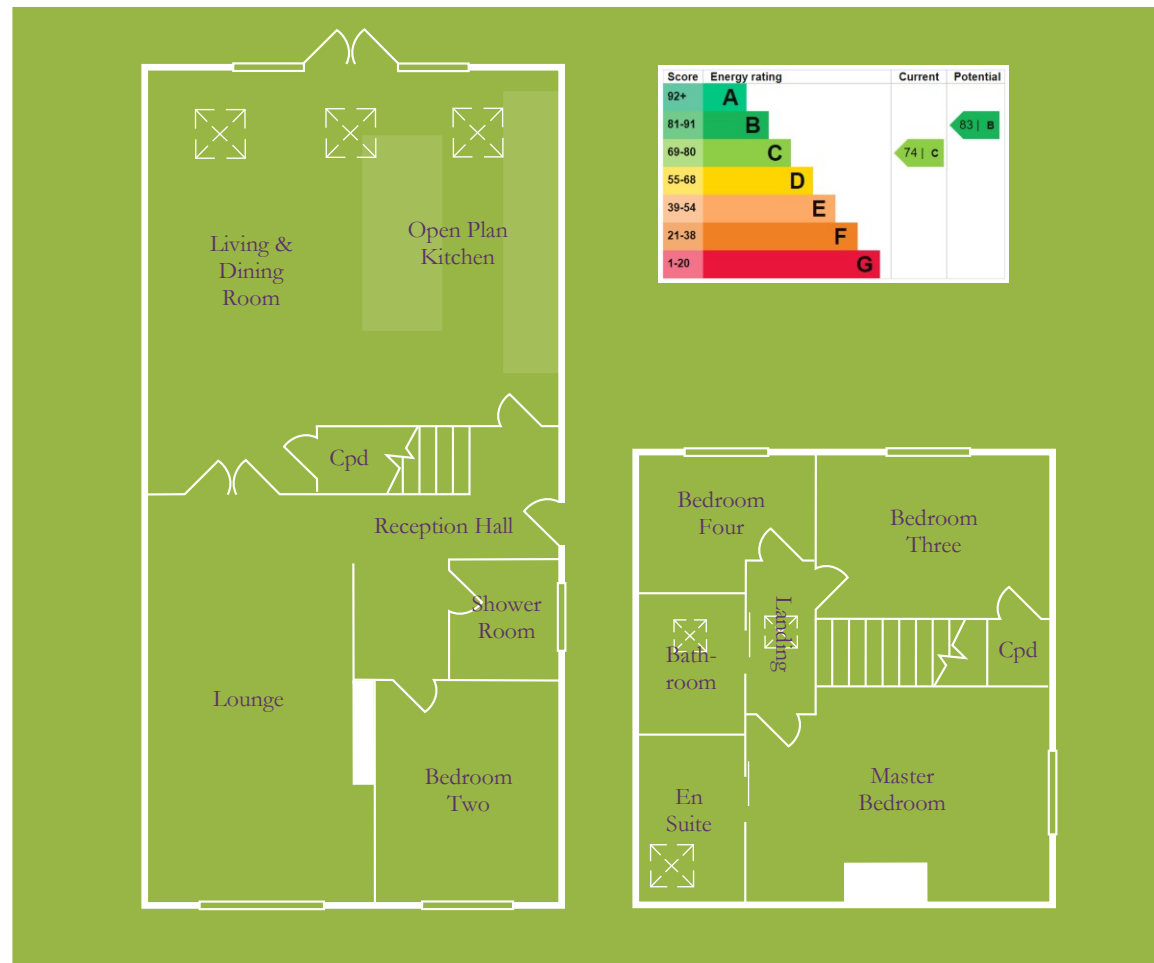 Score Energy rating Current Potential
92+ A
81-91 B 83 | B
69-80 C 74 | C
55-68 D
39-54 E
21-38 F
1-20 G
Living &
Dining
Room
Open Plan
Kitchen
Cpd
Reception Hall
Shower
Room
Lounge
Bedroom
Two
Bedroom
Four
Bedroom
Three
Landing
Bath-
room
Cpd
Master
Bedroom
En
Suite